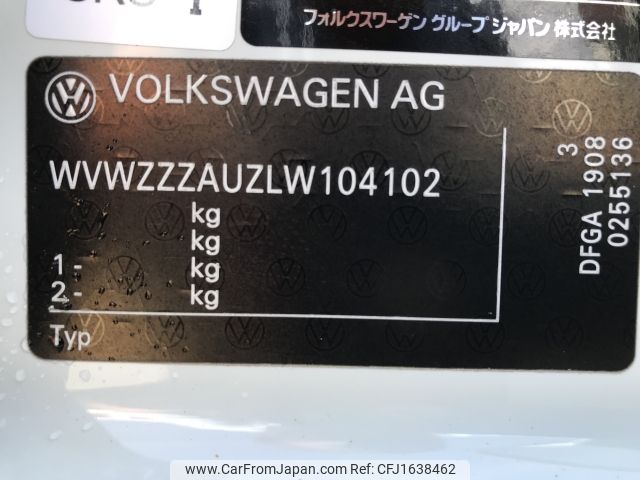 フォルクスワーゲン グループ ジャパン 株式会社
VOLKSWAGEN AG
WVWZZZAUZLW104102
kg
kg
1 - kg
2 - kg
Typ
3
DFGA 1908
0255136
www.CarFromJapan.com | CFJ1638462